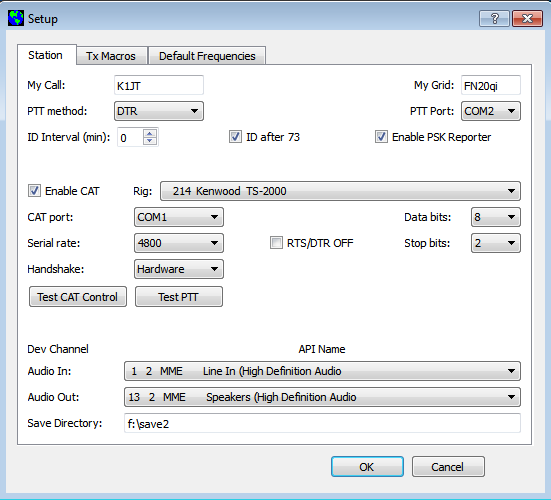 Setup
Station Tx Macros Default Frequencies
My Call: K1JT My Grid: FN20qi
PTT method: DTR PTT Port: COM2
ID Interval (min): 0 ID after 73 Enable PSK Reporter
Enable CAT Rig: 214 Kenwood TS-2000
CAT port: COM1 Data bits: 8
Serial rate: 4800 RTS/DTR OFF Stop bits: 2
Handshake: Hardware
Test CAT Control Test PTT
Dev Channel API Name
Audio In: 1 2 MME Line In (High Definition Audio
Audio Out: 13 2 MME Speakers (High Definition Audio
Save Directory: f:\save2
OK Cancel